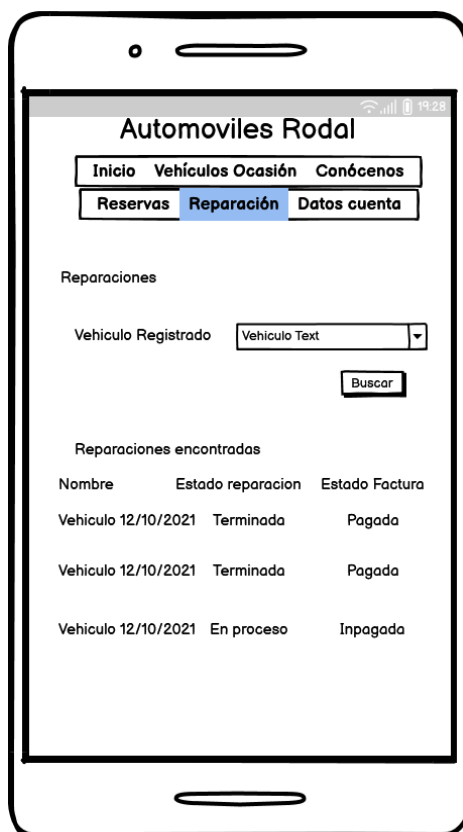 19:28
Automoviles Rodal
Inicio Vehículos Ocasión Conócenos
Reservas Reparación Datos cuenta
Reparaciones
Vehiculo Registrado Vehiculo Text
Buscar
Reparaciones encontradas
Nombre Estado reparacion Estado Factura
Vehiculo 12/10/2021 Terminada Pagada
Vehiculo 12/10/2021 Terminada Pagada
Vehiculo 12/10/2021 En proceso Inpagada